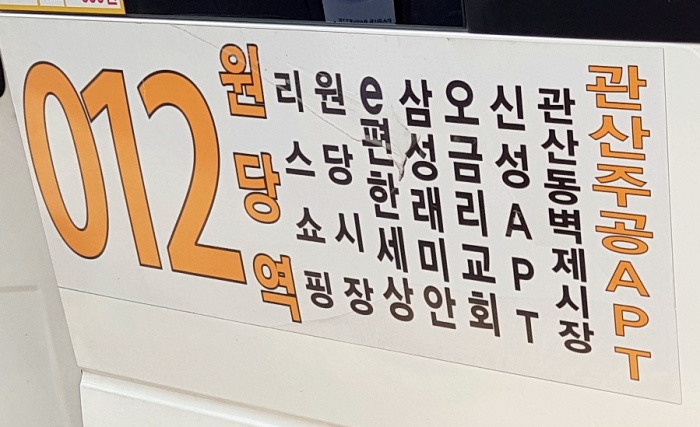 012
원당역
리스쇼핑
원당시장
e편한세상
삼성래미안
오금리교회
신성APT
관산동벽제시장
관산주공APT